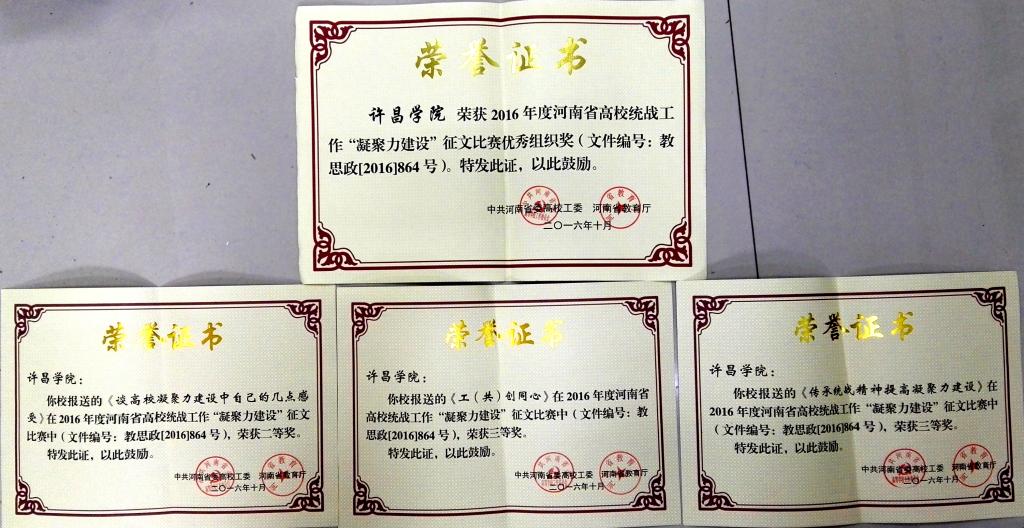 荣誉证书
许昌学院 荣获2016年度河南省高校统战工
作“凝聚力建设”征文比赛优秀组织奖（文件编号：教
思政[2016]864号）。特发此证，以此鼓励。
中共河南省委高校工委 河南省教育厅
二〇一六年十月
荣誉证书
许昌学院：
你校报送的《谈高校凝聚力建设中自己的几点感
受》在2016年度河南省高校统战工作“凝聚力建设”征文
比赛中（文件编号：教思政[2016]864号），荣获二等奖。
特发此证，以此鼓励。
中共河南省委高校工委 河南省教育厅
二〇一六年十月
荣誉证书
许昌学院：
你校报送的《工（共）创同心》在2016年度河南省
高校统战工作“凝聚力建设”征文比赛中（文件编号：教
思政[2016]864号），荣获三等奖。
特发此证，以此鼓励。
中共河南省委高校工委 河南省教育厅
二〇一六年十月
荣誉证书
许昌学院：
你校报送的《传承统战精神提高凝聚力建设》在
2016年度河南省高校统战工作“凝聚力建设”征文比赛中
（文件编号：教思政[2016]864号），荣获三等奖。
特发此证，以此鼓励。
中共河南省委高校工委 河南省教育厅
二〇一六年十月